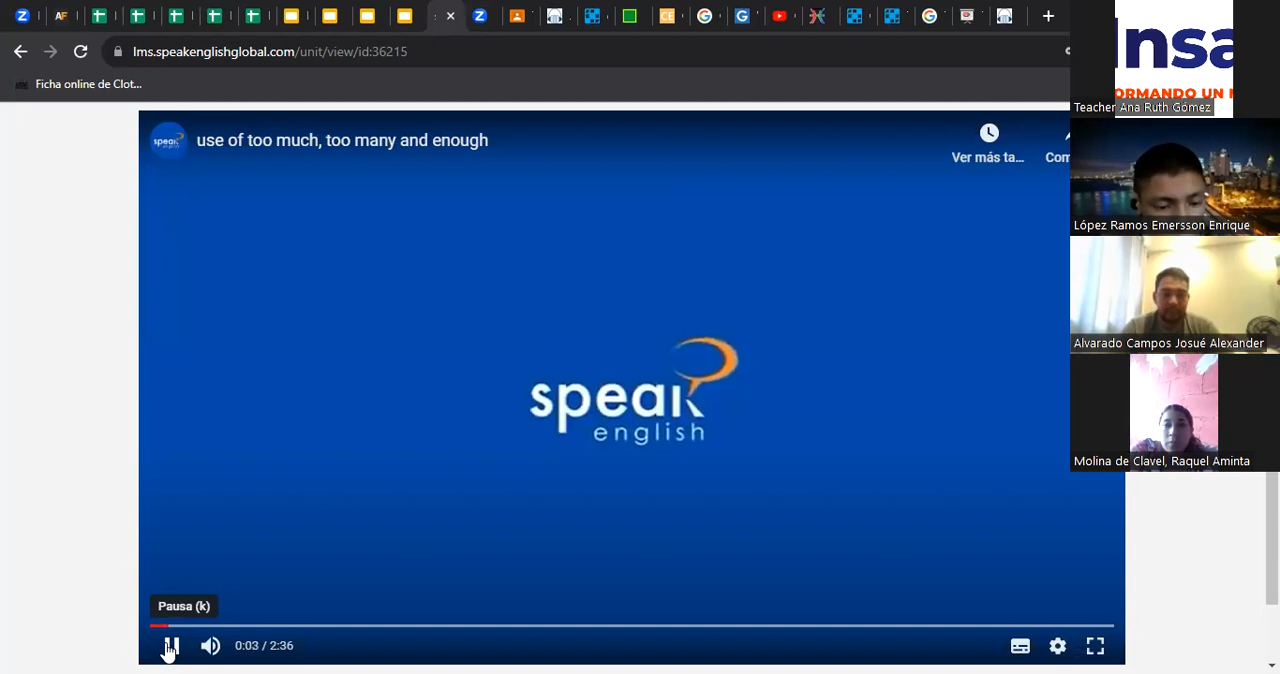 lms.speakenglishglobal.com/unit/view/id:36215
Ficha online de Clot...
speak english
use of too much, too many and enough
Ver más ta...
Com
speak
english
Pausa (k)
0:03 / 2:36
Insa
ORMANDO UN
Teacher Ana Ruth Gómez
López Ramos Emersson Enrique
Alvarado Campos Josué Alexander
Molina de Clavel, Raquel Aminta